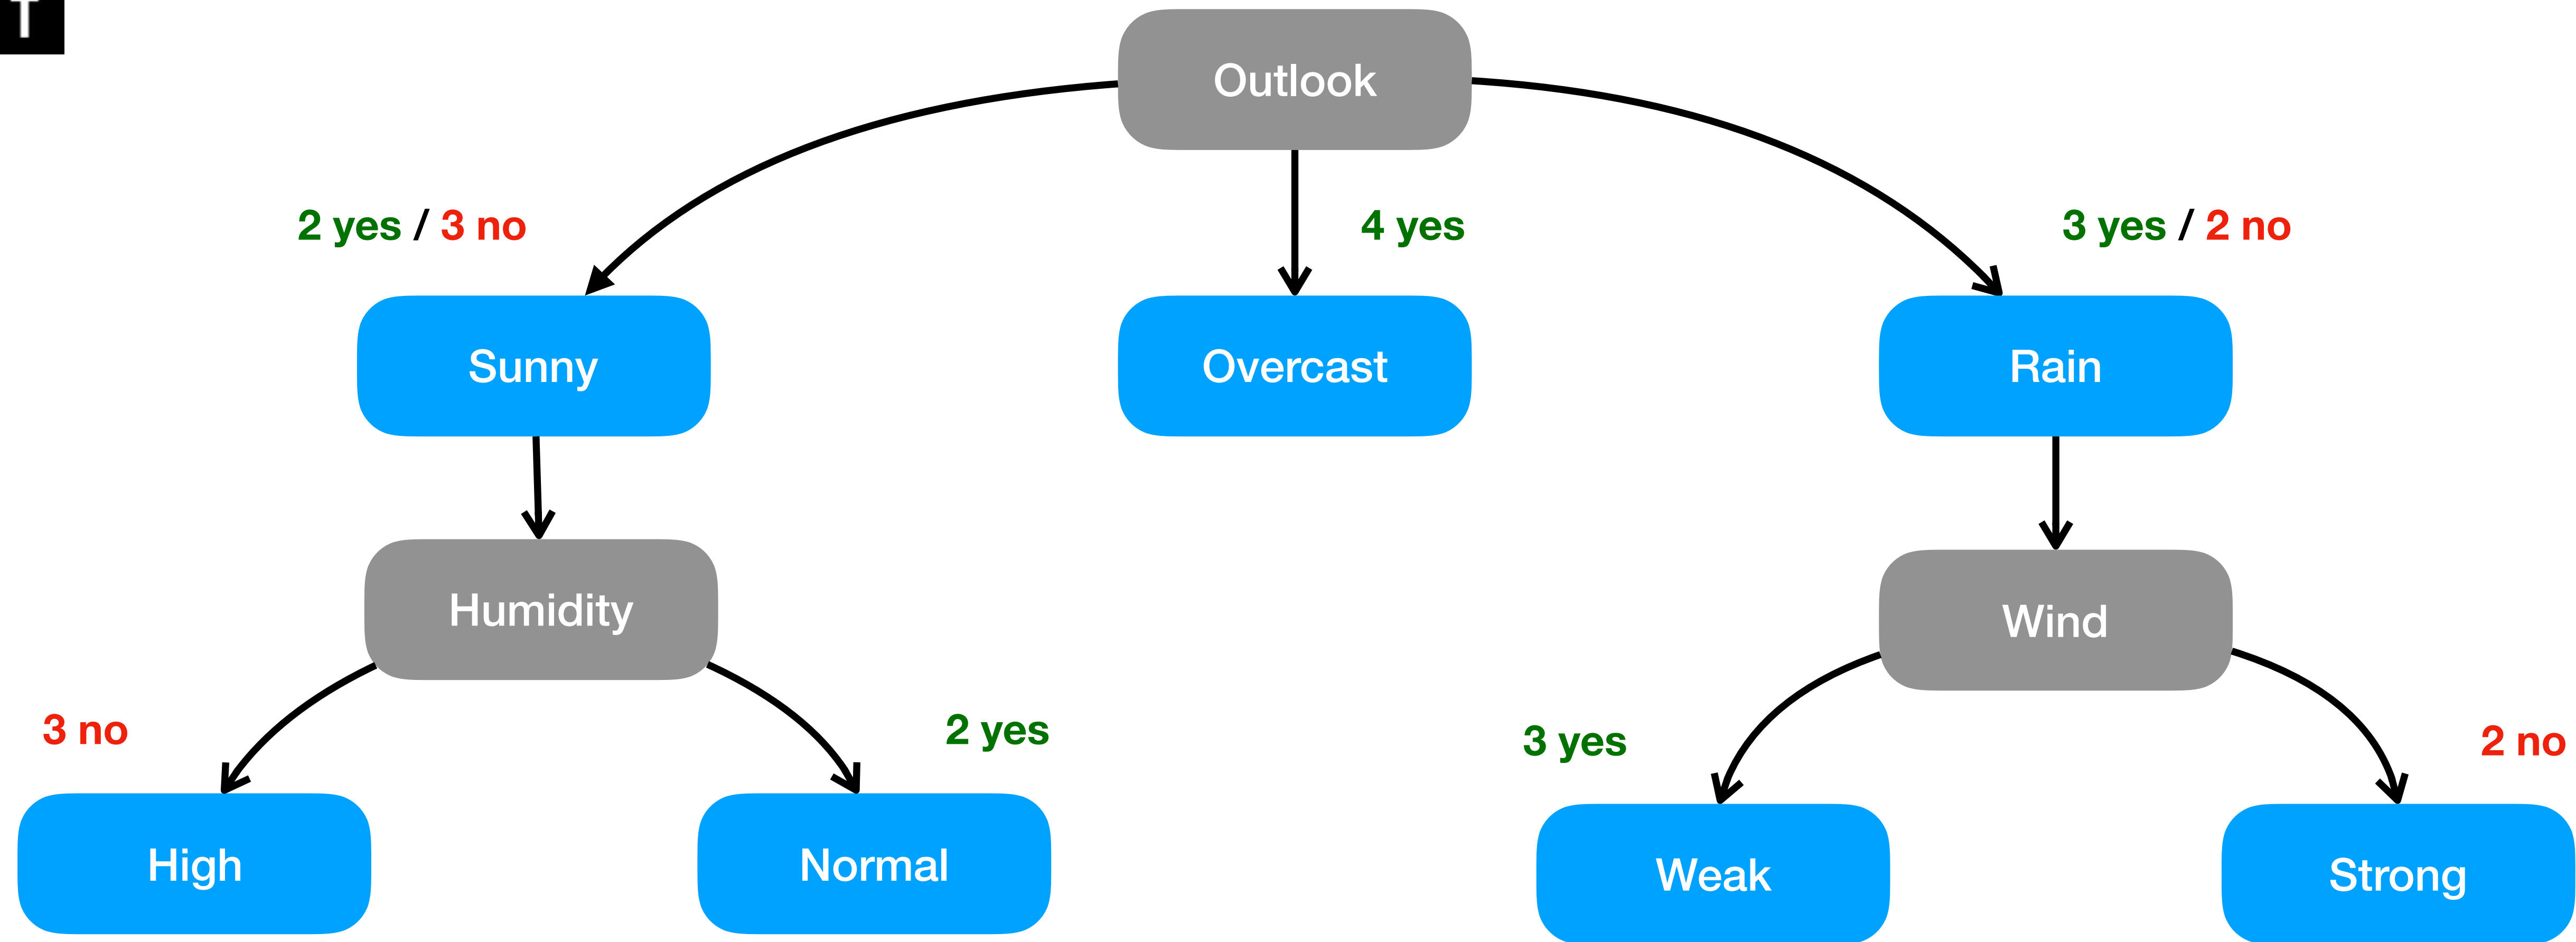 T
Outlook
2 yes / 3 no
4 yes
3 yes / 2 no
Sunny
Overcast
Rain
Humidity
Wind
3 no
2 yes
3 yes
2 no
High
Normal
Weak
Strong